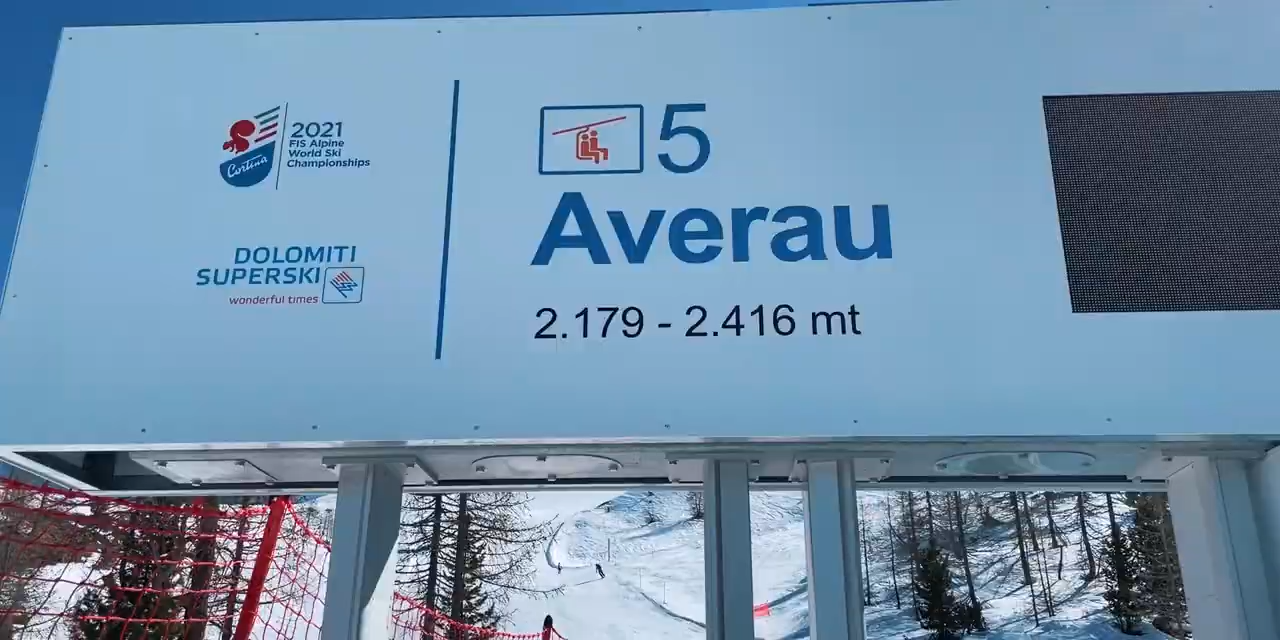 Cortina
2021
FIS Alpine
World Ski
Championships
DOLOMITI
SUPERSKI
wonderful times
5
Averau
2.179 - 2.416 mt